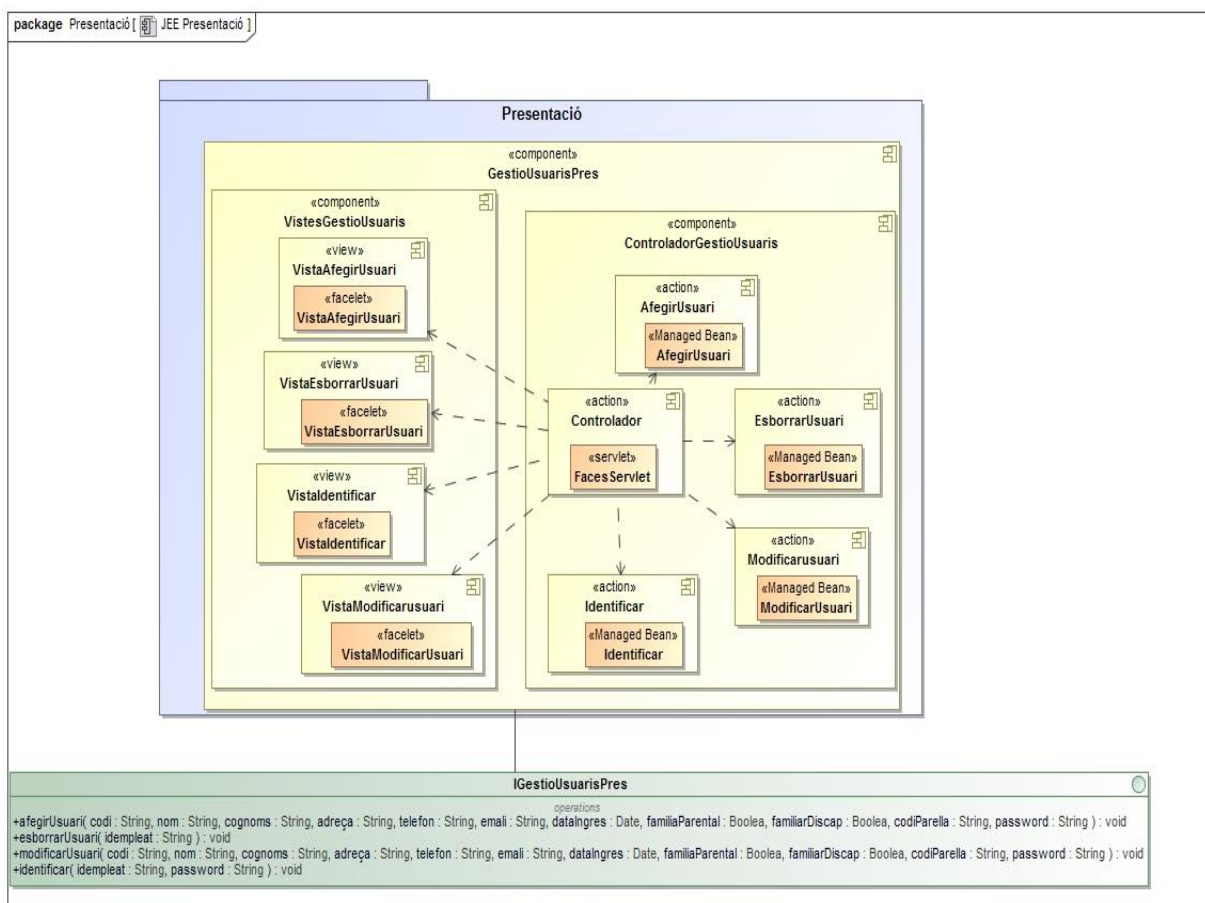 package Presentació [ JEE Presentació ]
Presentació
«component»
GestioUsuarisPres
«component»
VistesGestioUsuaris
«view»
VistaAfegirUsuari
«facelet»
VistaAfegirUsuari
«view»
VistaEsborrarUsuari
«facelet»
VistaEsborrarUsuari
«view»
VistaIdentificar
«facelet»
VistaIdentificar
«view»
VistaModificarusuari
«facelet»
VistaModificarUsuari
«component»
ControladorGestioUsuaris
«action»
AfegirUsuari
«Managed Bean»
AfegirUsuari
«action»
Controlador
«servlet»
FacesServlet
«action»
EsborrarUsuari
«Managed Bean»
EsborrarUsuari
«action»
Modificarusuari
«Managed Bean»
ModificarUsuari
«action»
Identificar
«Managed Bean»
Identificar
IGestioUsuarisPres
operations
+afegirUsuari( codi : String, nom : String, cognoms : String, adreça : String, telefon : String, emali : String, dataIngres : Date, familiaParental : Boolea, familiarDiscap : Boolea, codiParella : String, password : String ) : void
+esborrarUsuari( idempleat : String ) : void
+modificarUsuari( codi : String, nom : String, cognoms : String, adreça : String, telefon : String, emali : String, dataIngres : Date, familiaParental : Boolea, familiarDiscap : Boolea, codiParella : String, password : String ) : void
+identificar( idempleat : String, password : String ) : void